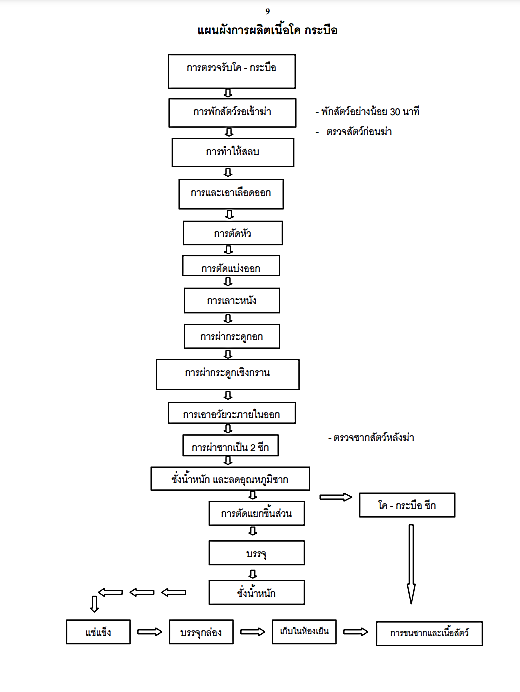 9
แผนผังการผลิตเนื้อโค กระบือ
การตรวจรับโค - กระบือ
การพักสัตว์รอเข้าฆ่า
- พักสัตว์อย่างน้อย 30 นาที
- ตรวจสัตว์ก่อนฆ่า
การทำให้สลบ
การและเอาเลือดออก
การตัดหัว
การตัดแบ่งออก
การเลาะหนัง
การผ่ากระดูกอก
การผ่ากระดูกเชิงกราน
การเอาอวัยวะภายในออก
การผ่าซากเป็น 2 ซีก
- ตรวจซากสัตว์หลังฆ่า
ชั่งน้ำหนัก และลดอุณหภูมิซาก
โค - กระบือ ซีก
การตัดแยกชิ้นส่วน
บรรจุ
ชั่งน้ำหนัก
แช่แข็ง
บรรจุกล่อง
เก็บในห้องเย็น
การขนซากและเนื้อสัตว์